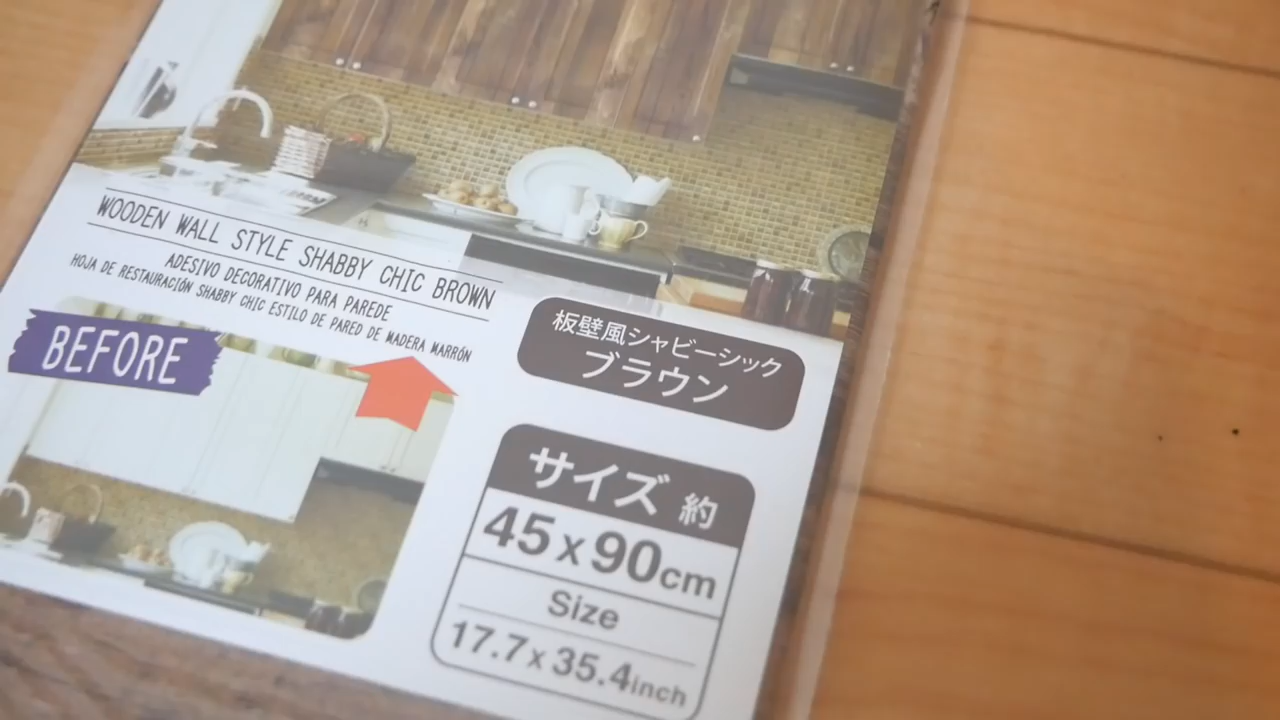 WOODEN WALL STYLE SHABBY CHIC BROWN
ADESIVO DECORATIVO PARA PAREDE
HOJA DE RESTAURACIÓN SHABBY CHIC ESTILO DE PARED DE MADERA MARRÓN
BEFORE
板壁風シャビーシック
ブラウン
サイズ 約
45x90cm
Size
17.7x35.4inch